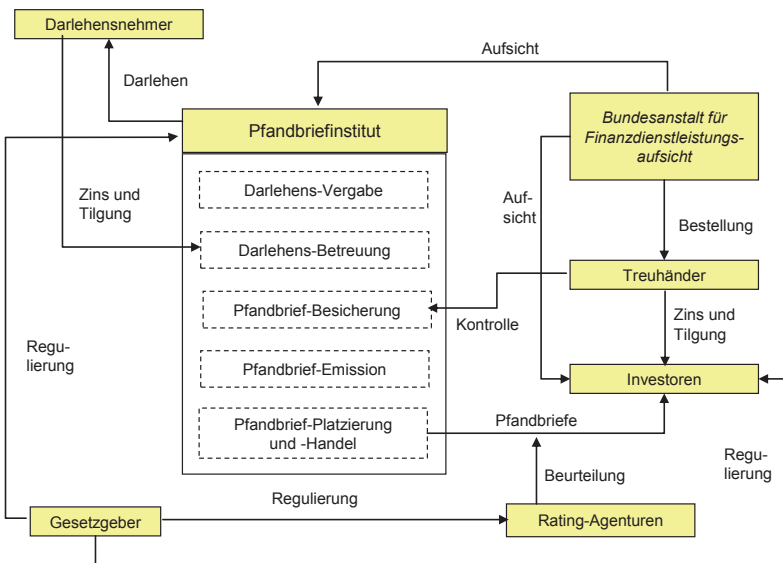 Darlehensnehmer
Aufsicht
Darlehen
Pfandbriefinstitut
Bundesanstalt für
Finanzdienstleistungs-
aufsicht
Darlehens-Vergabe
Zins und
Tilgung
Auf-
sicht
Bestellung
Darlehens-Betreuung
Treuhänder
Pfandbrief-Besicherung
Kontrolle
Zins und
Tilgung
Regu-
lierung
Pfandbrief-Emission
Investoren
Pfandbrief-Platzierung
und -Handel
Pfandbriefe
Regu-
lierung
Beurteilung
Regulierung
Gesetzgeber
Rating-Agenturen